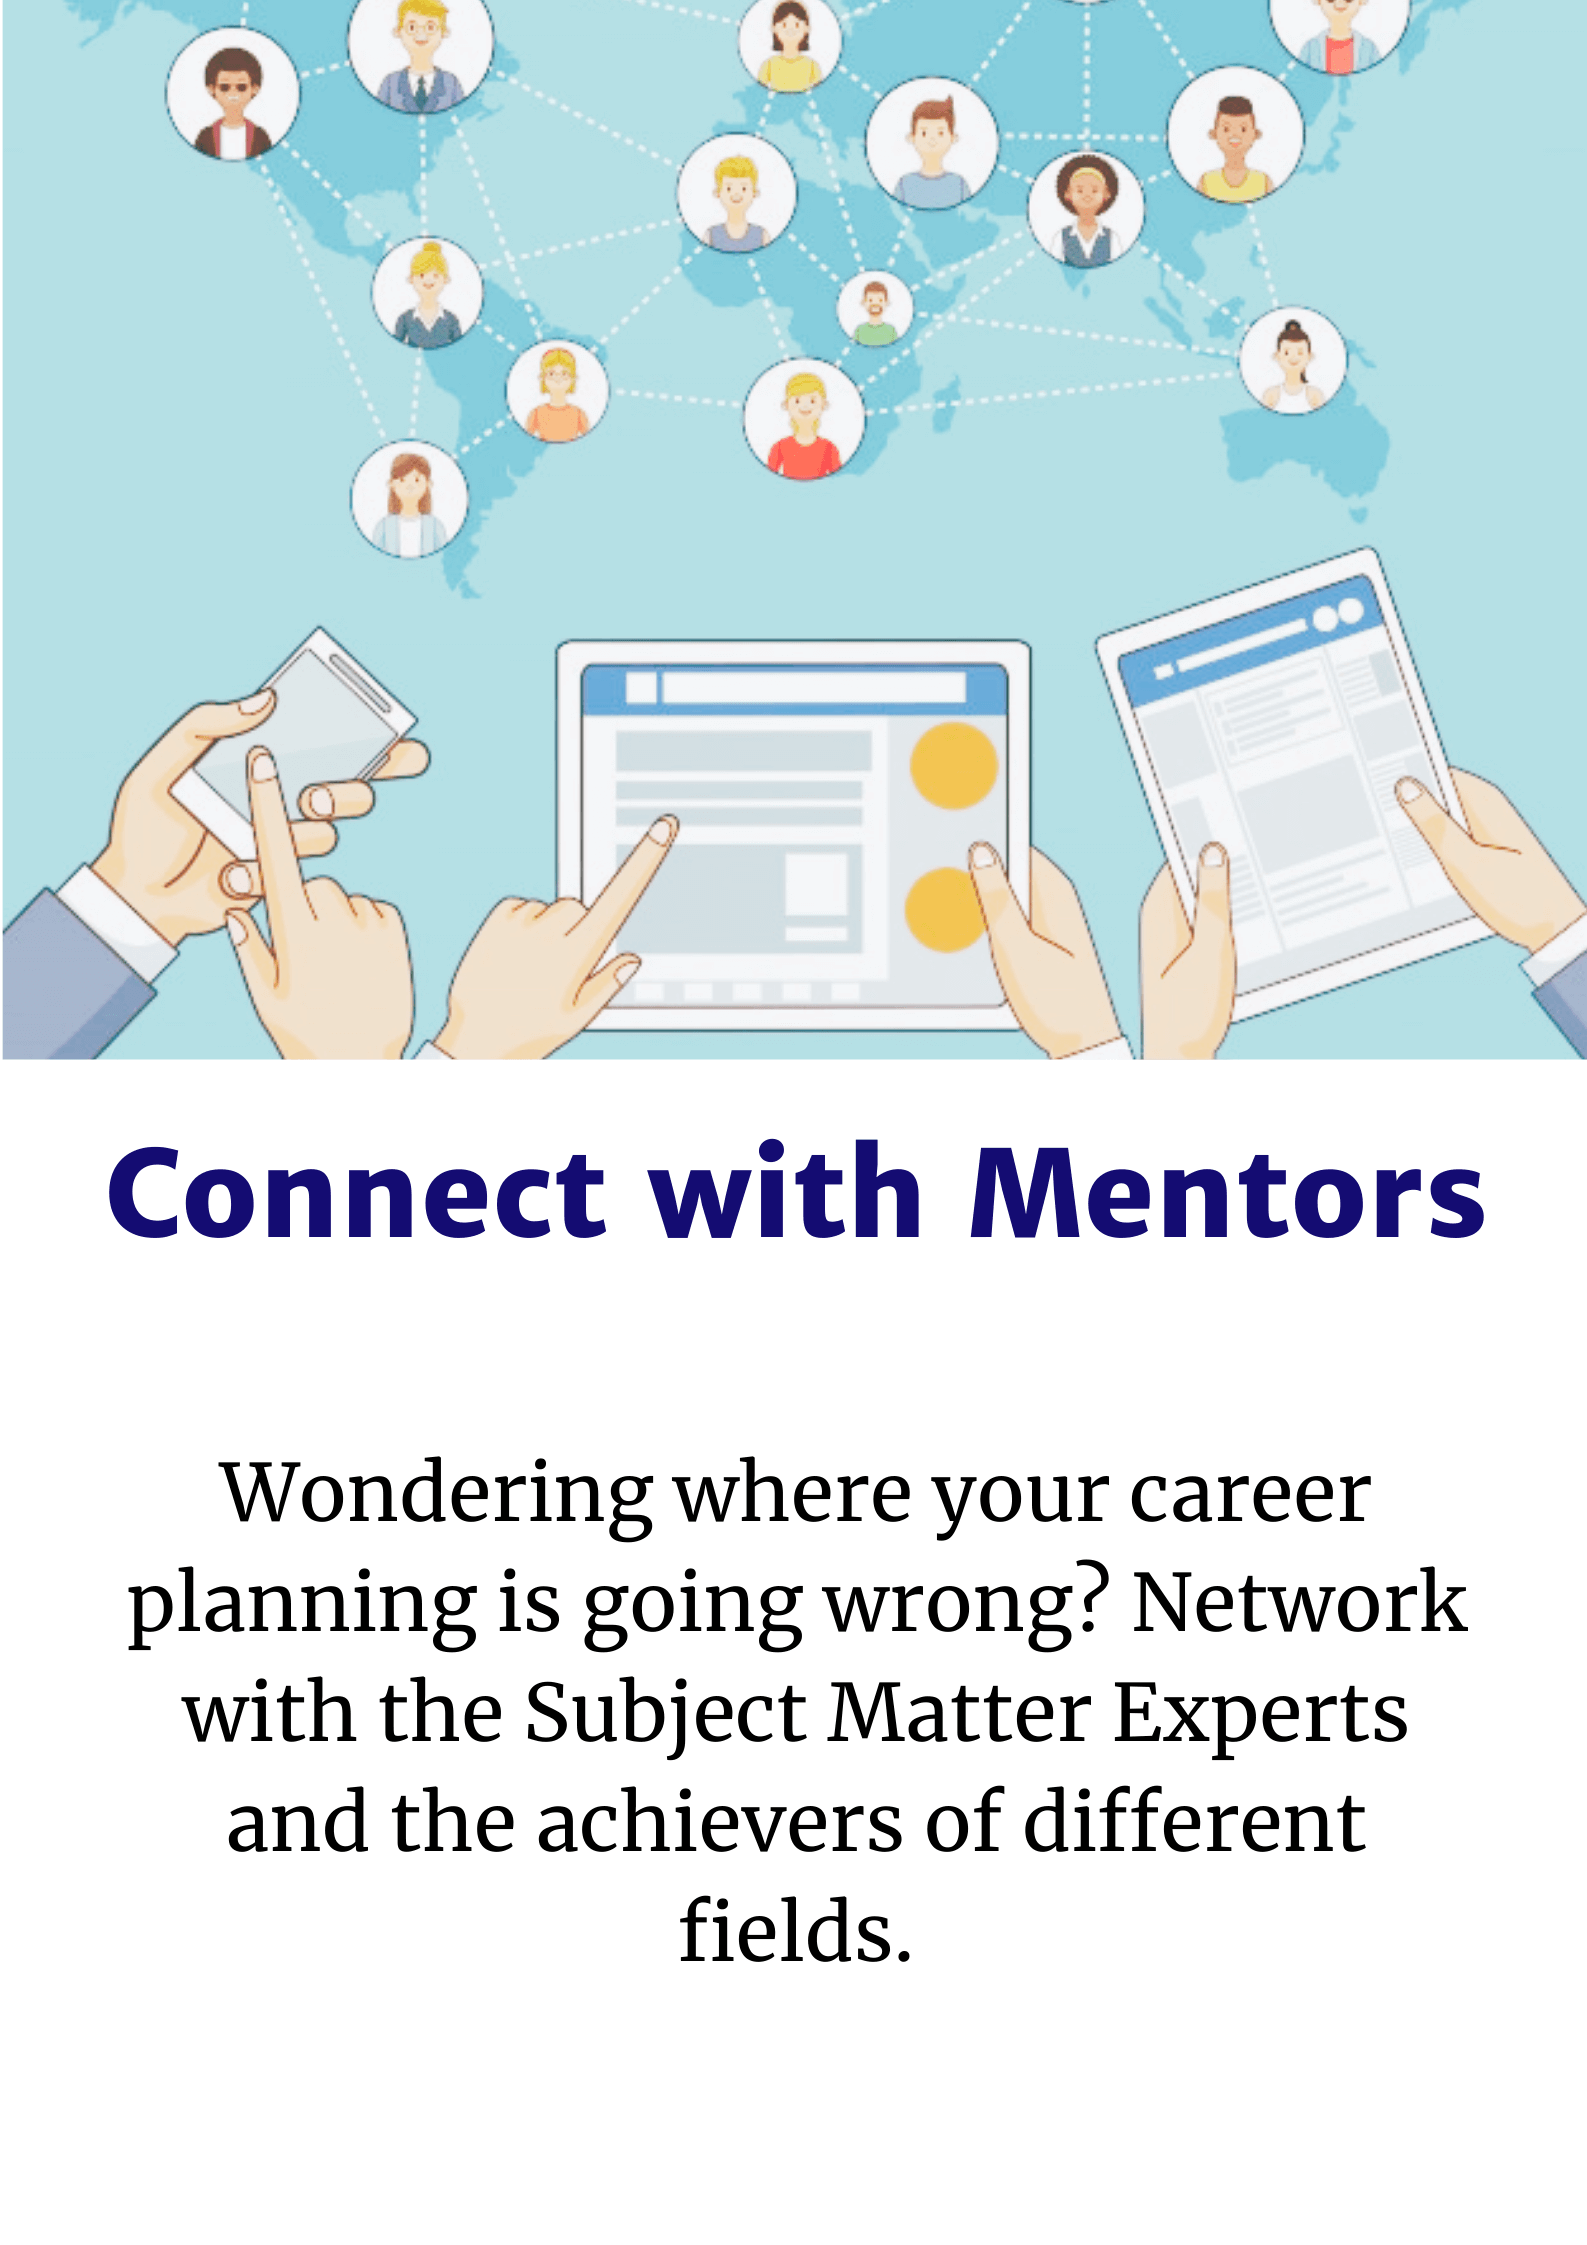 Connect with Mentors
Wondering where your career
planning is going wrong? Network
with the Subject Matter Experts
and the achievers of different
fields.